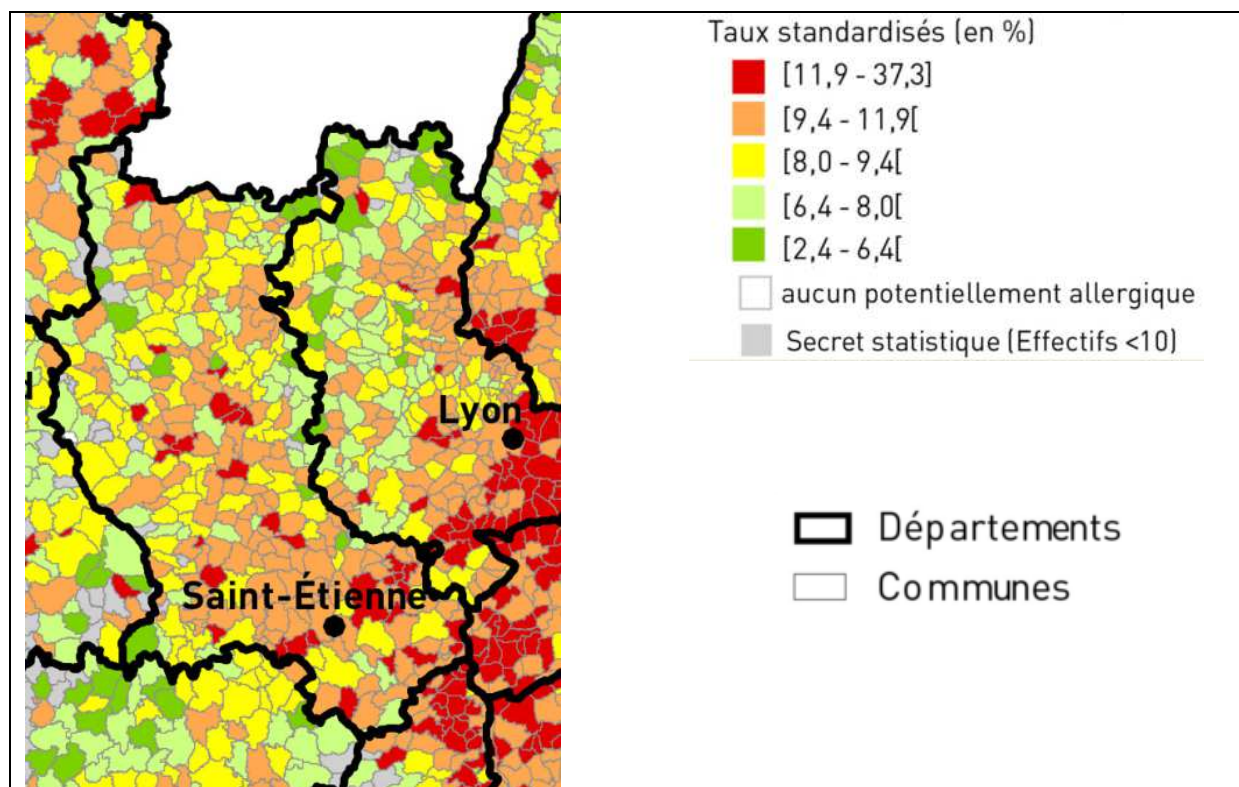 Taux standardisés (en %)
[11,9 - 37,3]
[9,4 - 11,9[
[8,0 - 9,4[
[6,4 - 8,0[
[2,4 - 6,4[
aucun potentiellement allergique
Secret statistique (Effectifs <10)
Lyon
Saint-Étienne
Départements
Communes